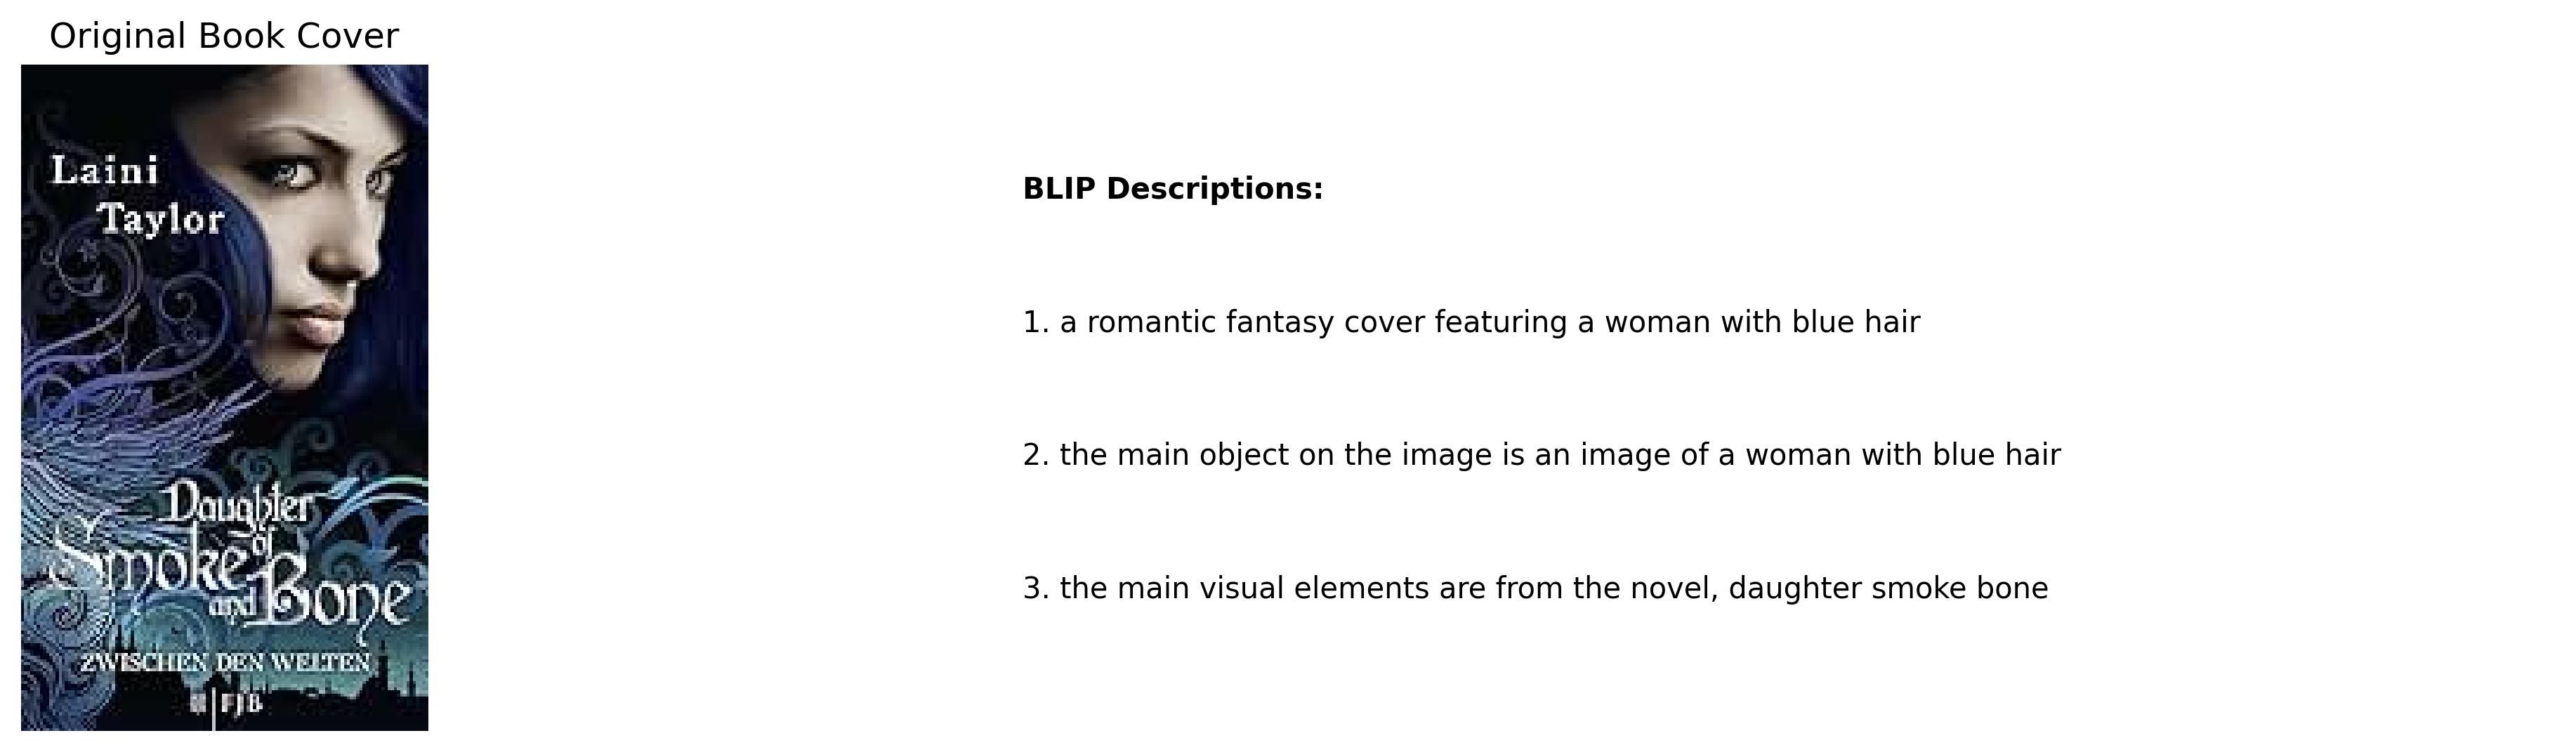 Original Book Cover
Laini
Taylor
Daughter
of
Smoke
and Bone
ZWISCHEN DEN WELTEN
FJB
BLIP Descriptions:
1. a romantic fantasy cover featuring a woman with blue hair
2. the main object on the image is an image of a woman with blue hair
3. the main visual elements are from the novel, daughter smoke bone